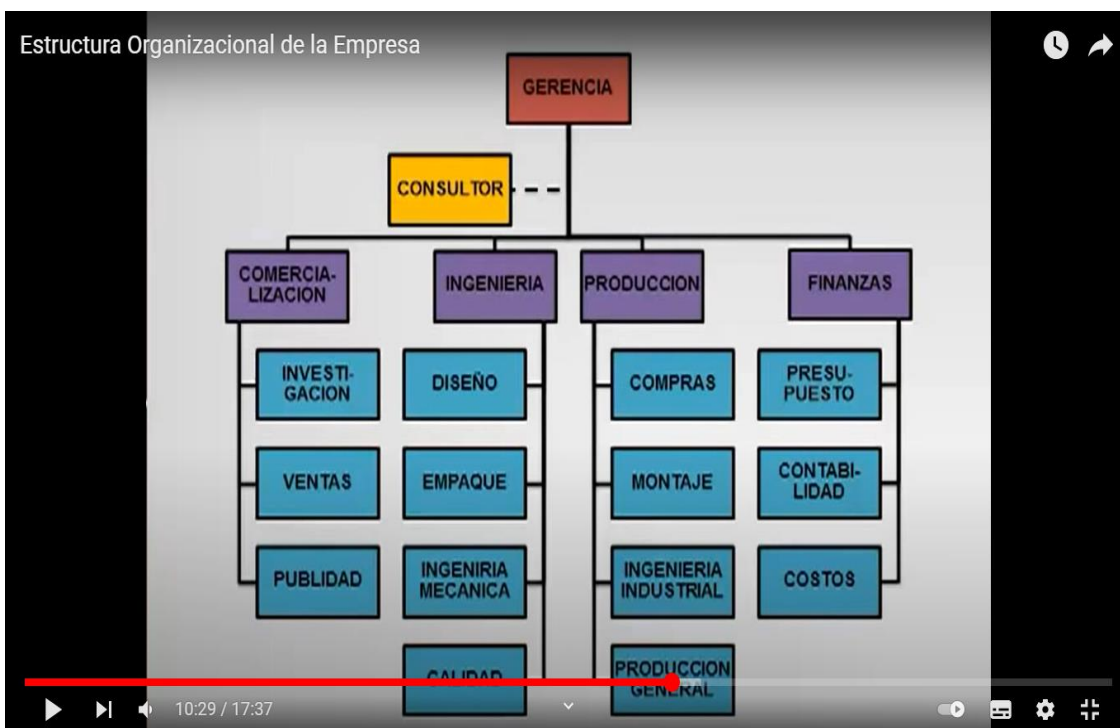 Estructura Organizacional de la Empresa
GERENCIA
CONSULTOR
COMERCIA-
LIZACION
INGENIERIA
PRODUCCION
FINANZAS
INVESTI-
GACION
DISEÑO
COMPRAS
PRESU-
PUESTO
VENTAS
EMPAQUE
MONTAJE
CONTABI-
LIDAD
PUBLIDAD
INGENIRIA
MECANICA
INGENIERIA
INDUSTRIAL
COSTOS
CALIDAD
PRODUCCION
GENERAL
10:29 / 17:37